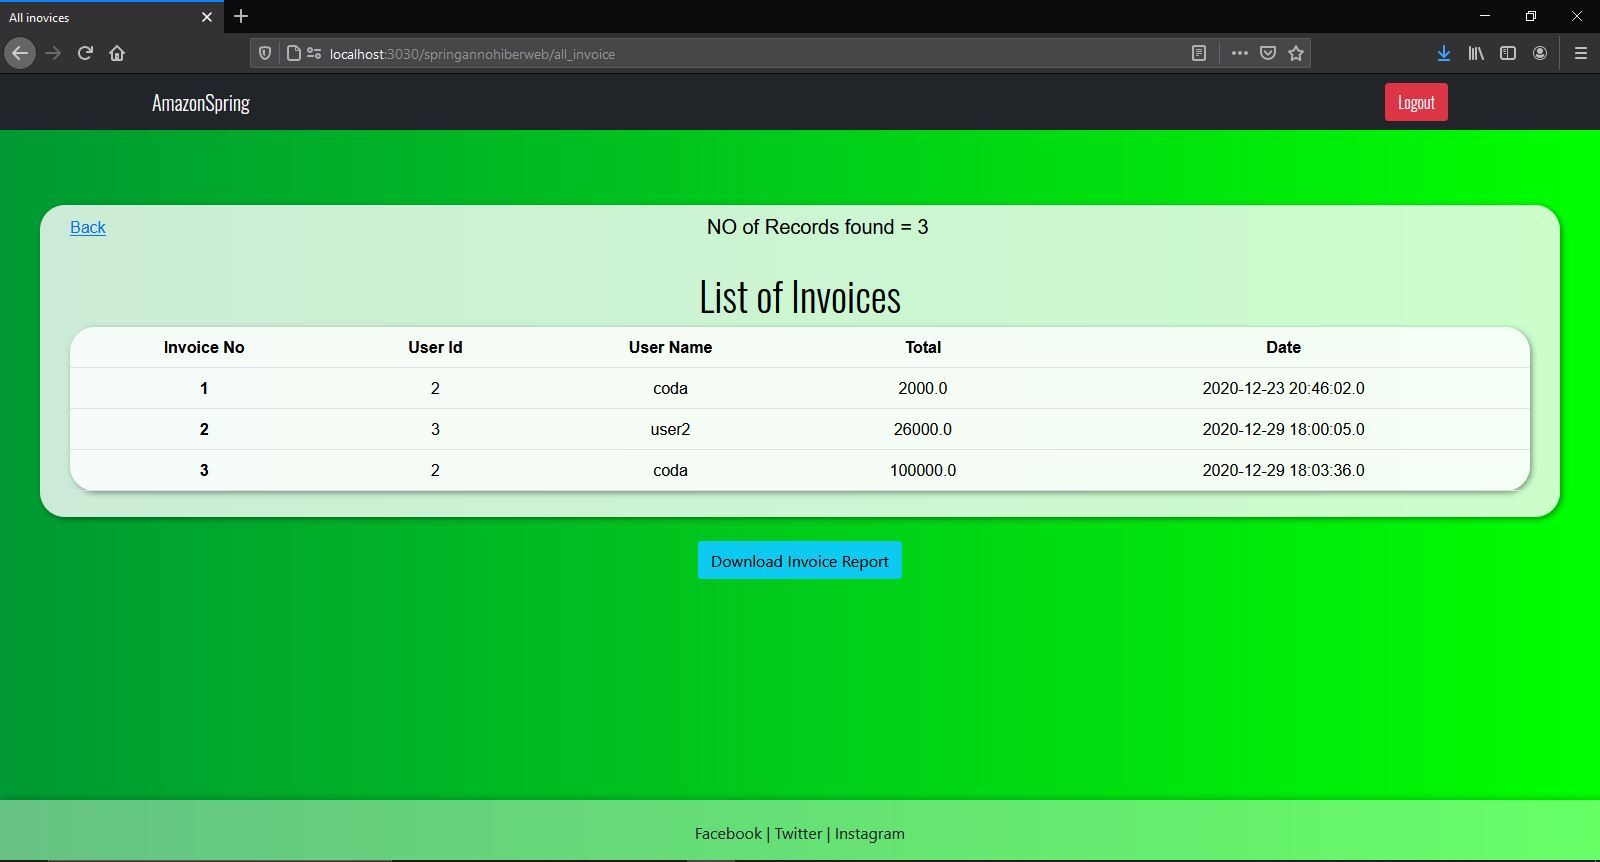 All inovices
localhost:3030/springannohiberweb/all_invoice
AmazonSpring
Logout
Back
NO of Records found = 3
List of Invoices
Invoice No User Id User Name Total Date
1 2 coda 2000.0 2020-12-23 20:46:02.0
2 3 user2 26000.0 2020-12-29 18:00:05.0
3 2 coda 100000.0 2020-12-29 18:03:36.0
Download Invoice Report
Facebook | Twitter | Instagram